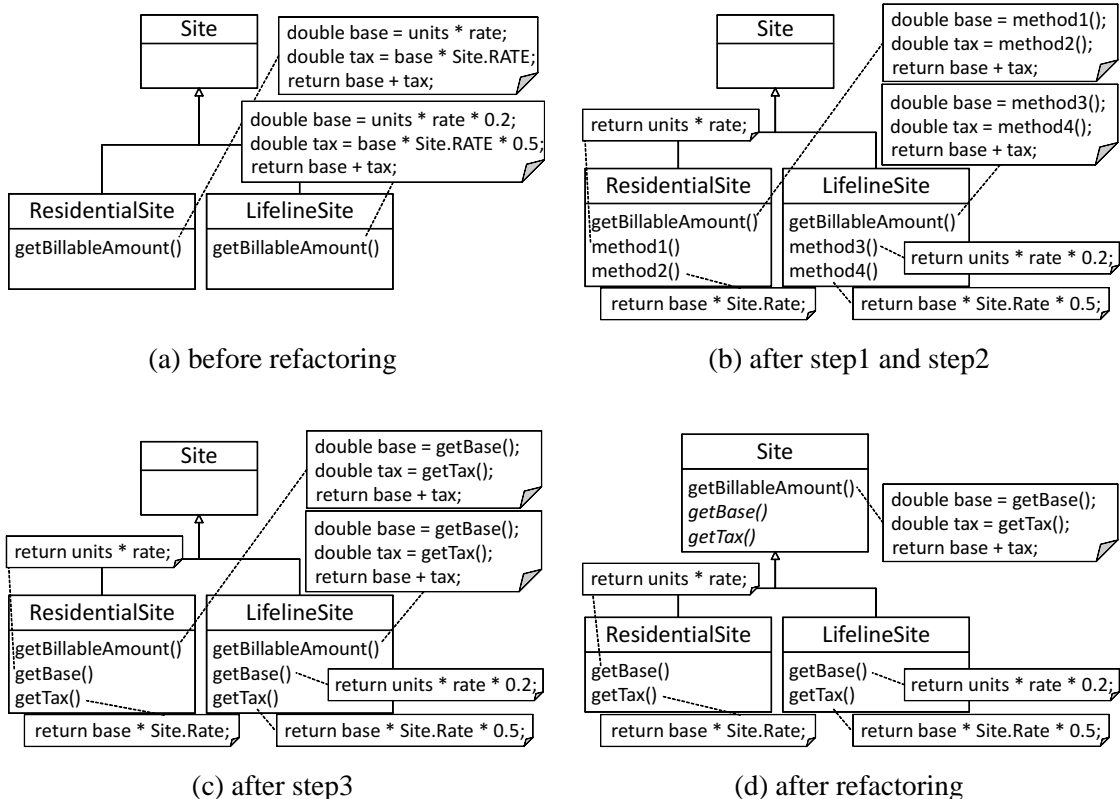 Site
double base = units * rate;
double tax = base * Site.RATE;
return base + tax;
double base = units * rate * 0.2;
double tax = base * Site.RATE * 0.5;
return base + tax;
ResidentialSite
getBillableAmount()
LifelineSite
getBillableAmount()
(a) before refactoring
Site
double base = method1();
double tax = method2();
return base + tax;
double base = method3();
double tax = method4();
return base + tax;
return units * rate;
ResidentialSite
getBillableAmount()
method1()
method2()
LifelineSite
getBillableAmount()
method3()
method4()
return units * rate * 0.2;
return base * Site.Rate;
return base * Site.Rate * 0.5;
(b) after step1 and step2
Site
double base = getBase();
double tax = getTax();
return base + tax;
double base = getBase();
double tax = getTax();
return base + tax;
return units * rate;
ResidentialSite
getBillableAmount()
getBase()
getTax()
LifelineSite
getBillableAmount()
getBase()
getTax()
return units * rate * 0.2;
return base * Site.Rate;
return base * Site.Rate * 0.5;
(c) after step3
Site
getBillableAmount()
getBase()
getTax()
double base = getBase();
double tax = getTax();
return base + tax;
return units * rate;
ResidentialSite
getBase()
getTax()
LifelineSite
getBase()
getTax()
return units * rate * 0.2;
return base * Site.Rate;
return base * Site.Rate * 0.5;
(d) after refactoring